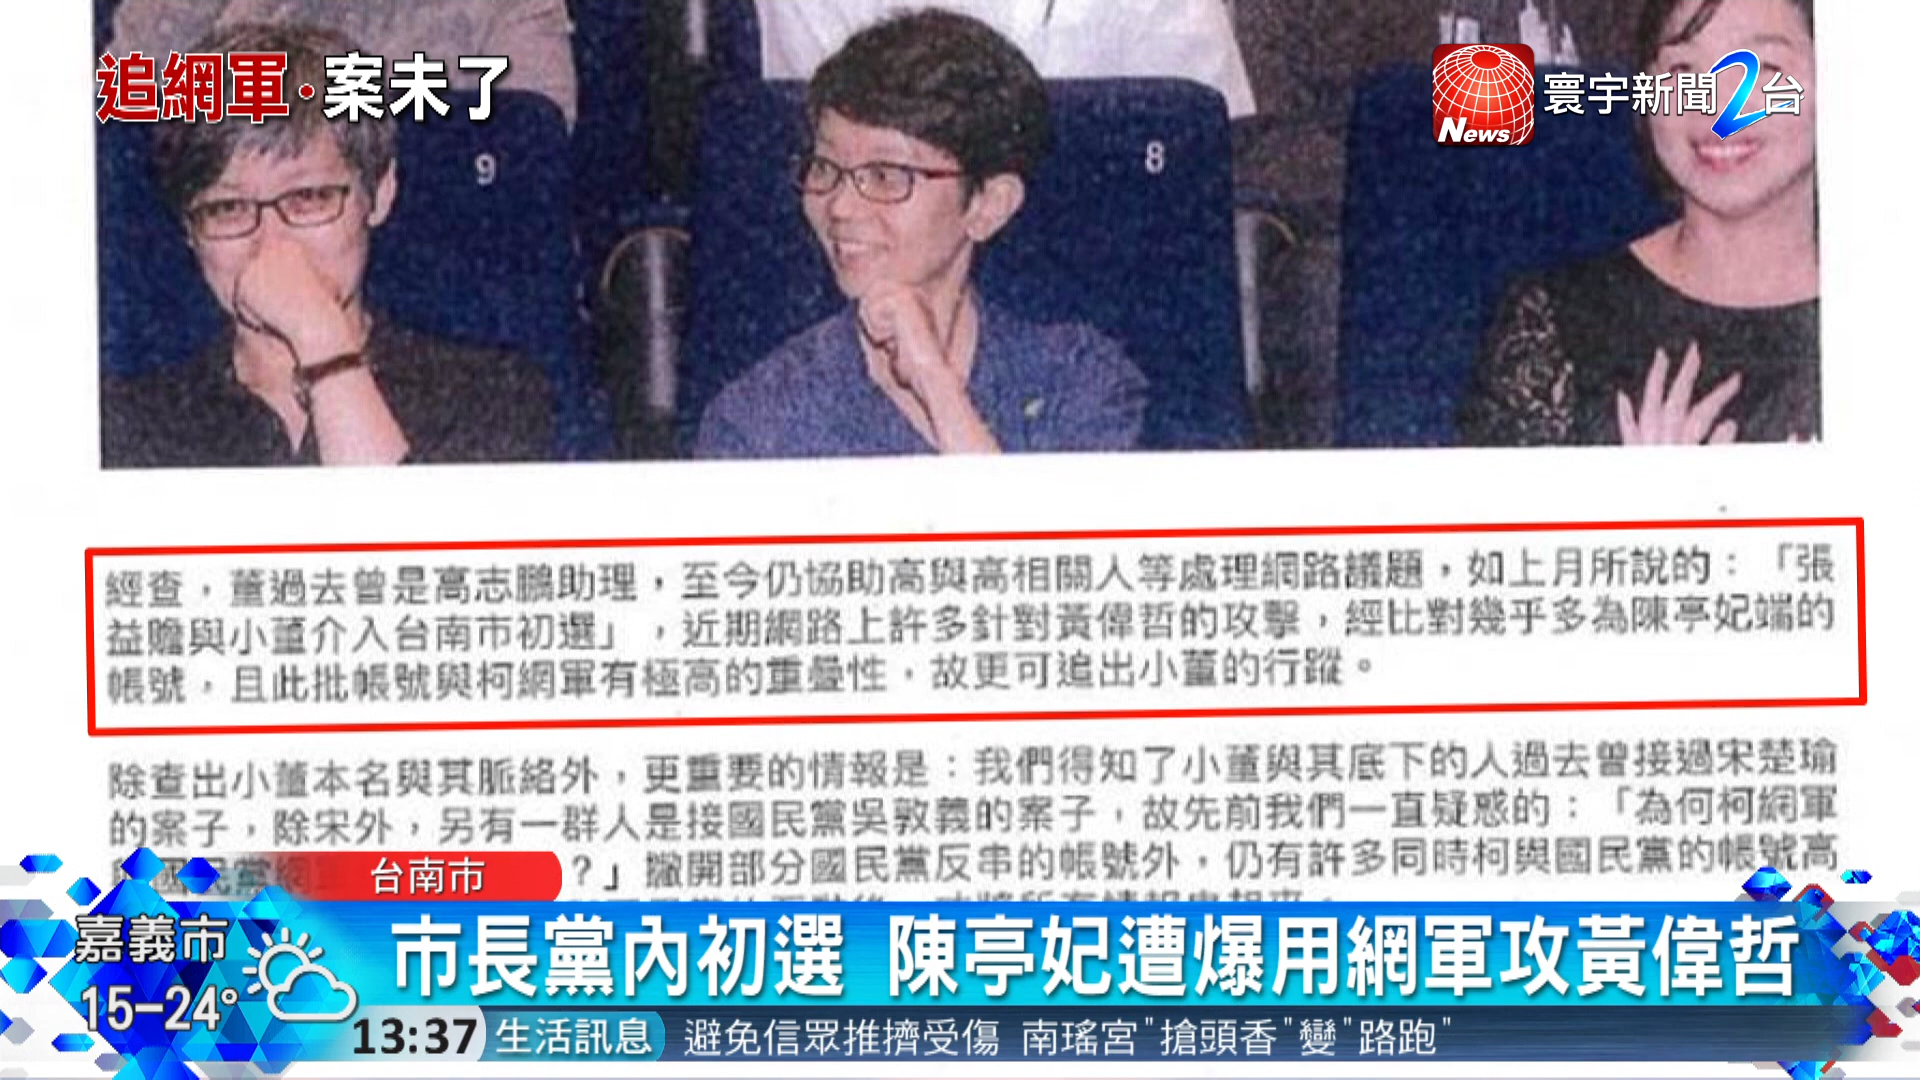 追網軍·案未了
News
寰宇新聞2台
9
8
經查，董過去曾是高志鵬助理，至今仍協助高與高相關人等處理網路議題，如上月所說的：「張
益贍與小董介入台南市初選」，近期網路上許多針對黃偉哲的攻擊，經比對幾乎多為陳亭妃端的
帳號，且此批帳號與柯網軍有極高的重疊性，故更可追出小董的行蹤。
除查出小董本名與其脈絡外，更重要的情報是：我們得知了小董與其底下的人過去曾接過宋楚瑜
的案子，除宋外，另有一群人是接國民黨吳敦義的案子，故先前我們一直疑惑的：「為何柯網軍
國民黨網 ？」撇開部分國民黨反串的帳號外，仍有許多同時柯與國民黨的帳號高
台南市
市長黨內初選 陳亭妃遭爆用網軍攻黃偉哲
嘉義市
15-24°
13:37
生活訊息
避免信眾推擠受傷 南瑤宮"搶頭香"變"路跑"